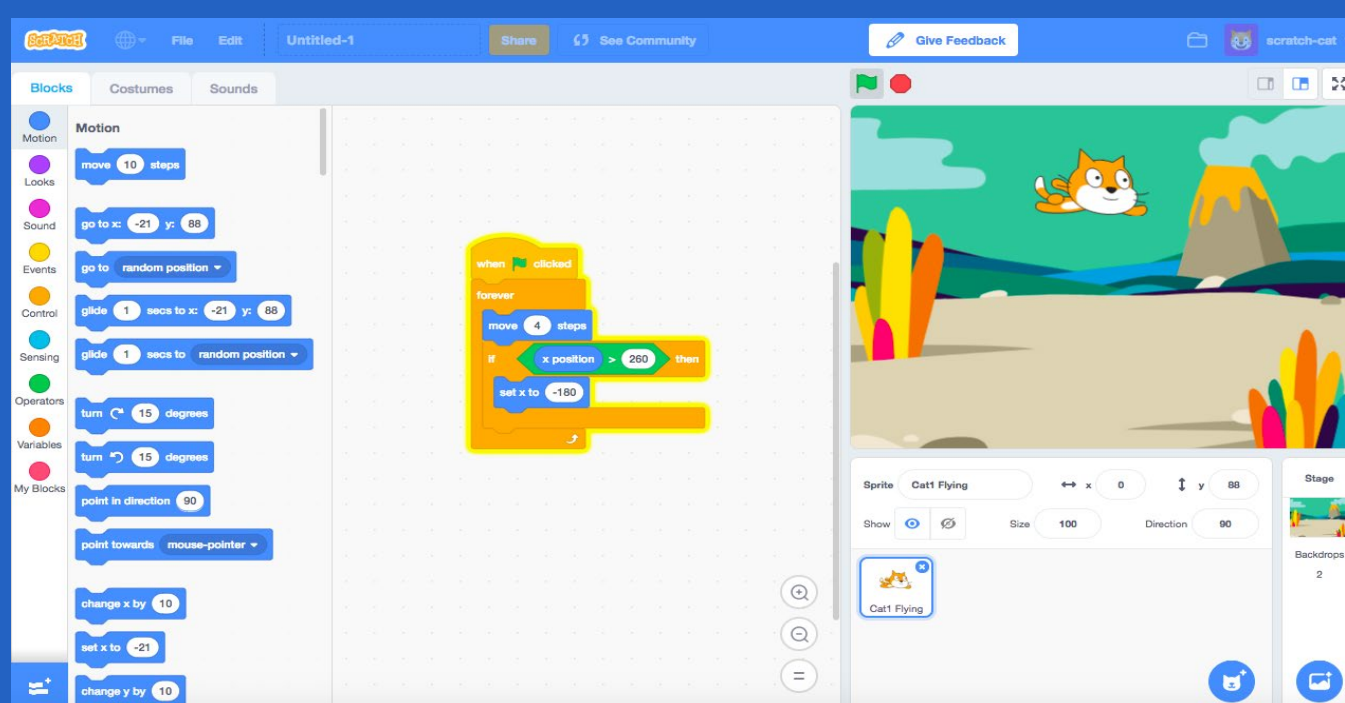 SCRATCH File Edit Untitled-1 Share See Community Give Feedback scratch-cat
Blocks Costumes Sounds
Motion
Looks
Sound
Events
Control
Sensing
Operators
Variables
My Blocks
Motion
move 10 steps
go to x: -21 y: 88
go to random position
glide 1 secs to x: -21 y: 88
glide 1 secs to random position
turn 15 degrees
turn 15 degrees
point in direction 90
point towards mouse-pointer
change x by 10
set x to -21
change y by 10
when clicked
forever
move 4 steps
if x position > 260 then
set x to -180
Sprite Cat1 Flying x 0 y 88
Show Size 100 Direction 90
Cat1 Flying
Stage
Backdrops
2